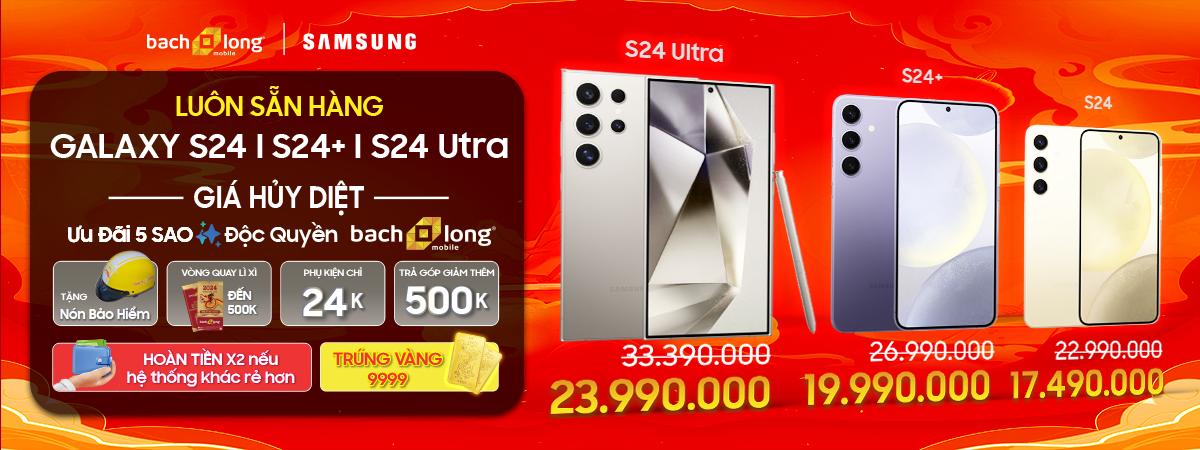 bach long
mobile
SAMSUNG
LUÔN SẴN HÀNG
GALAXY S24 | S24+ | S24 Utra
GIÁ HỦY DIỆT
Ưu Đãi 5 SAO Độc Quyền bach long®
mobile
TẶNG
Nón Bảo Hiểm
VÒNG QUAY LÌ XÌ
2024
ĐẾN
500K
PHỤ KIỆN CHỈ
24K
TRẢ GÓP GIẢM THÊM
500K
HOÀN TIỀN X2 nếu
hệ thống khác rẻ hơn
TRÚNG VÀNG
9999
S24 Ultra
SAMSUNG
33.390.000
23.990.000
S24+
26.990.000
19.990.000
S24
22.990.000
17.490.000